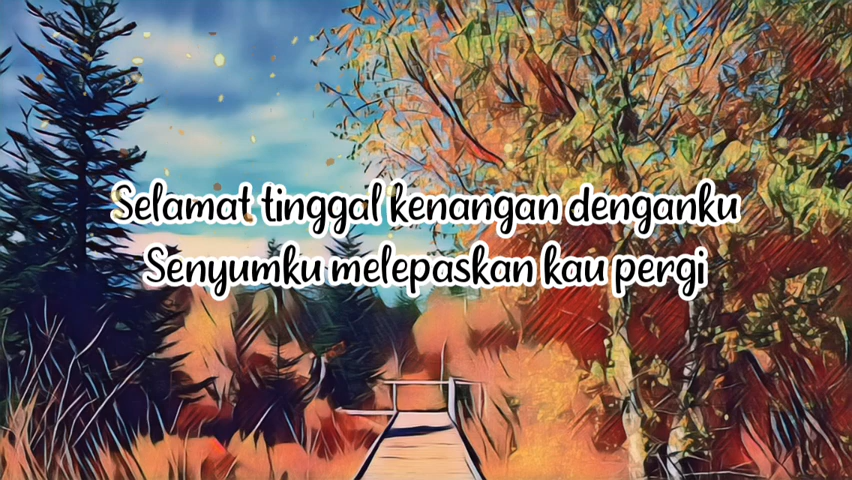 Selamat tinggal kenangan denganku
Senyumku melepaskan kau pergi